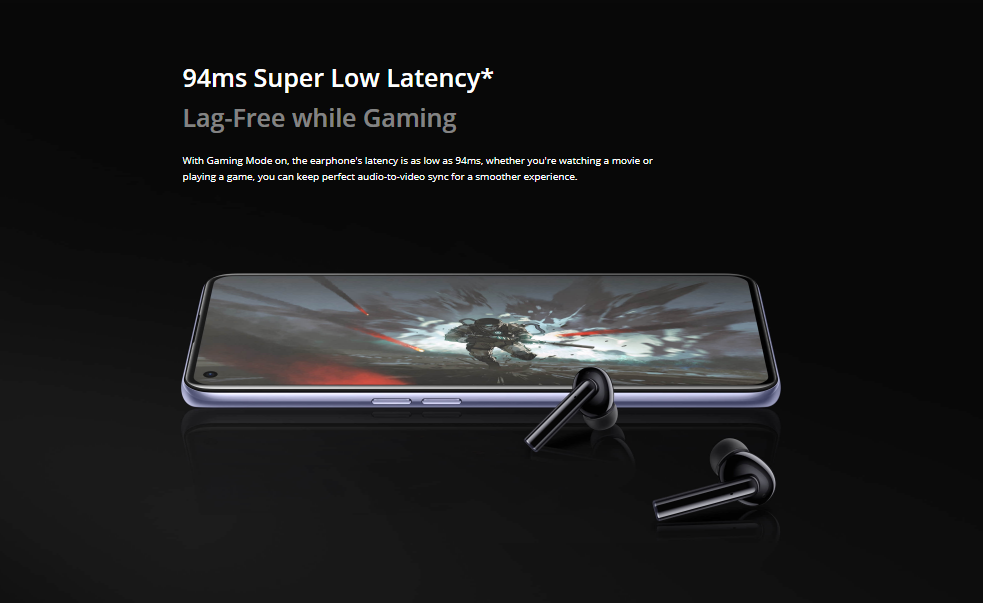 94ms Super Low Latency*
Lag-Free while Gaming
With Gaming Mode on, the earphone's latency is as low as 94ms, whether you're watching a movie or
playing a game, you can keep perfect audio-to-video sync for a smoother experience.